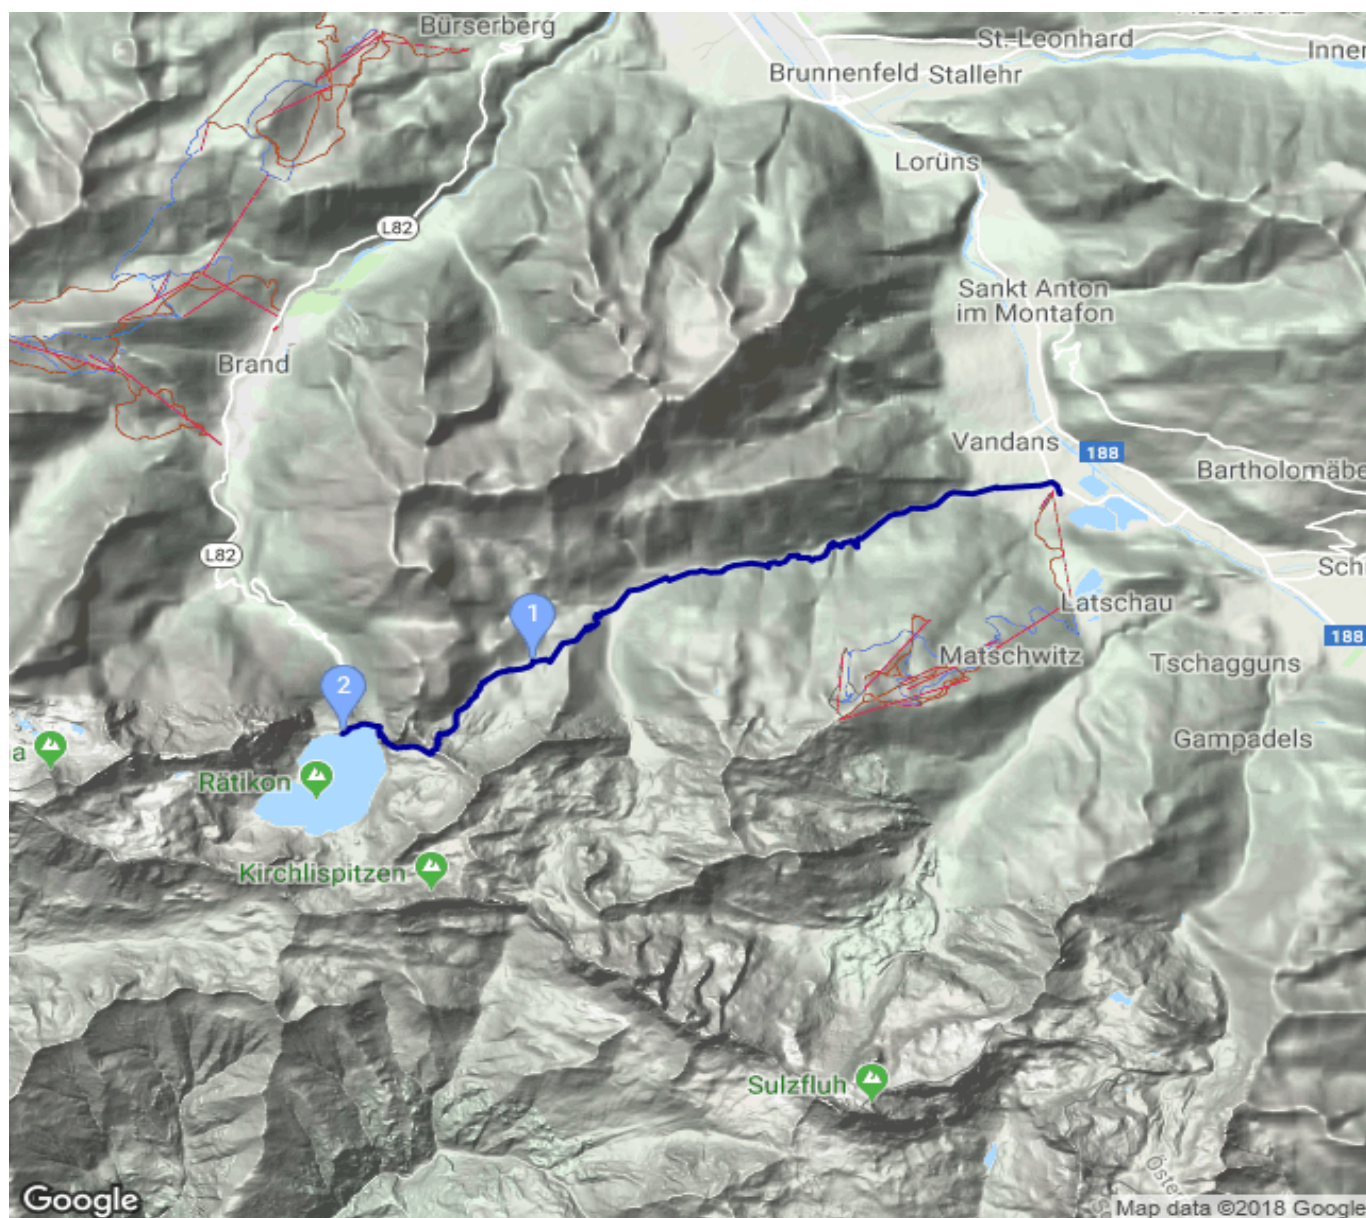 Bürserberg
St. Leonhard
Inner
Brunnenfeld
Stallehr
Lorüns
L82
Sankt Anton
im Montafon
Brand
Vandans
188
Bartholomäbe
L82
Sch
1
Latschau
188
Matschwitz
Tschagguns
2
a
Gampadels
Rätikon
Kirchlispitzen
Sulzfluh
Öste
Google
Map data ©2018 Google